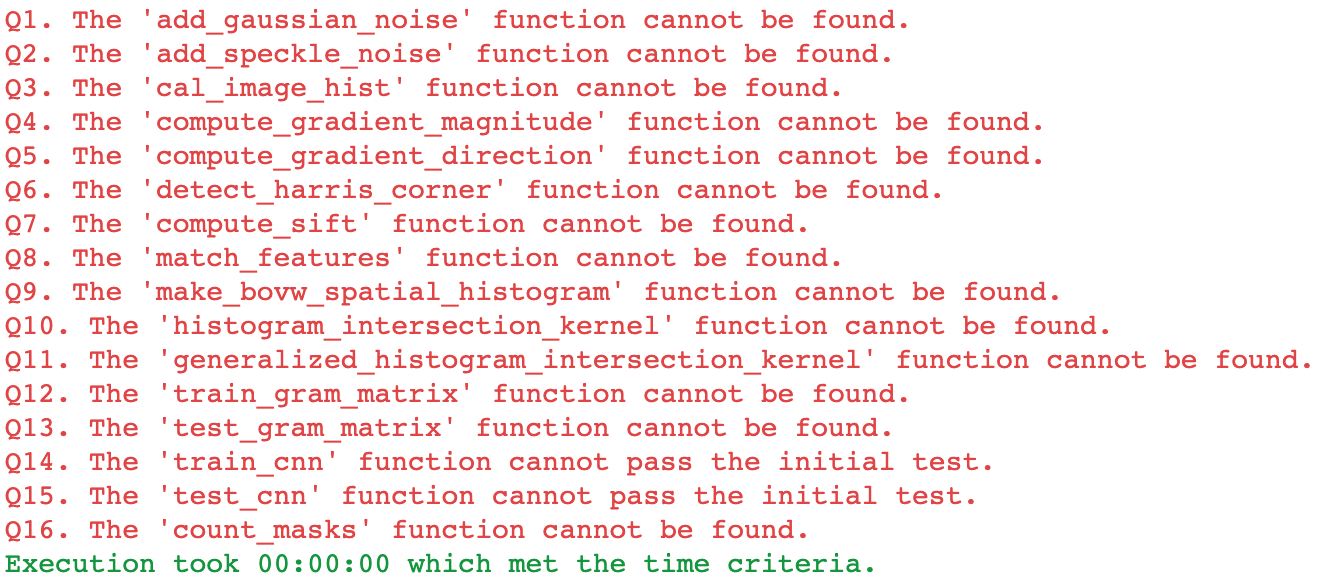 Q1. The 'add_gaussian_noise' function cannot be found.
Q2. The 'add_speckle_noise' function cannot be found.
Q3. The 'cal_image_hist' function cannot be found.
Q4. The 'compute_gradient_magnitude' function cannot be found.
Q5. The 'compute_gradient_direction' function cannot be found.
Q6. The 'detect_harris_corner' function cannot be found.
Q7. The 'compute_sift' function cannot be found.
Q8. The 'match_features' function cannot be found.
Q9. The 'make_bovw_spatial_histogram' function cannot be found.
Q10. The 'histogram_intersection_kernel' function cannot be found.
Q11. The 'generalized_histogram_intersection_kernel' function cannot be found.
Q12. The 'train_gram_matrix' function cannot be found.
Q13. The 'test_gram_matrix' function cannot be found.
Q14. The 'train_cnn' function cannot pass the initial test.
Q15. The 'test_cnn' function cannot pass the initial test.
Q16. The 'count_masks' function cannot be found.
Execution took 00:00:00 which met the time criteria.